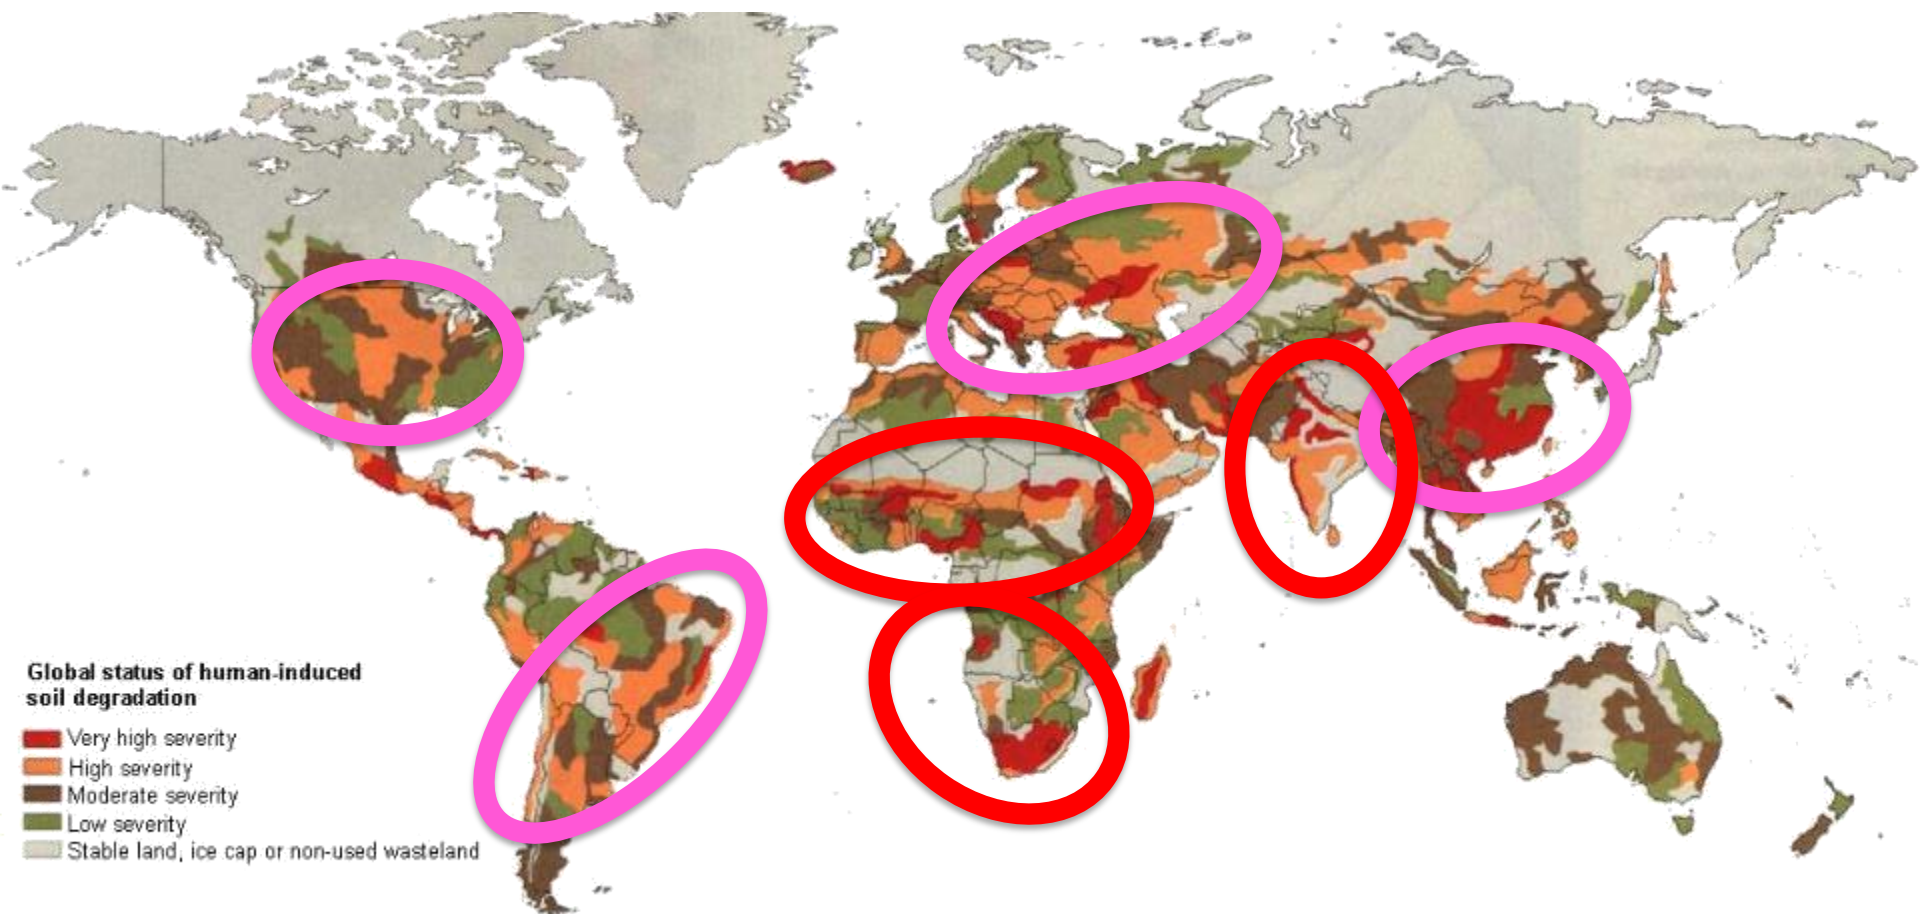 Global status of human-induced
soil degradation
Very high severity
High severity
Moderate severity
Low severity
Stable land, ice cap or non-used wasteland